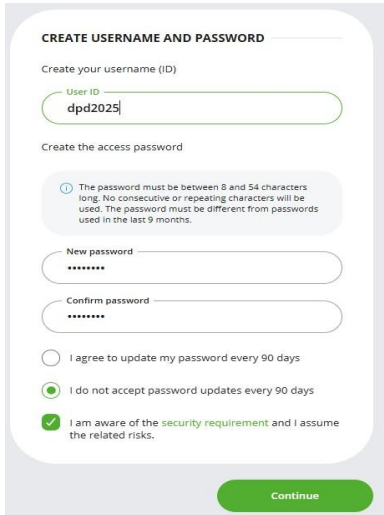 CREATE USERNAME AND PASSWORD
Create your username (ID)
User ID
dpd2025
Create the access password
The password must be between 8 and 54 characters
long. No consecutive or repeating characters will be
used. The password must be different from passwords
used in the last 9 months.
New password
••••••••
Confirm password
••••••••
I agree to update my password every 90 days
I do not accept password updates every 90 days
I am aware of the security requirement and I assume
the related risks.
Continue